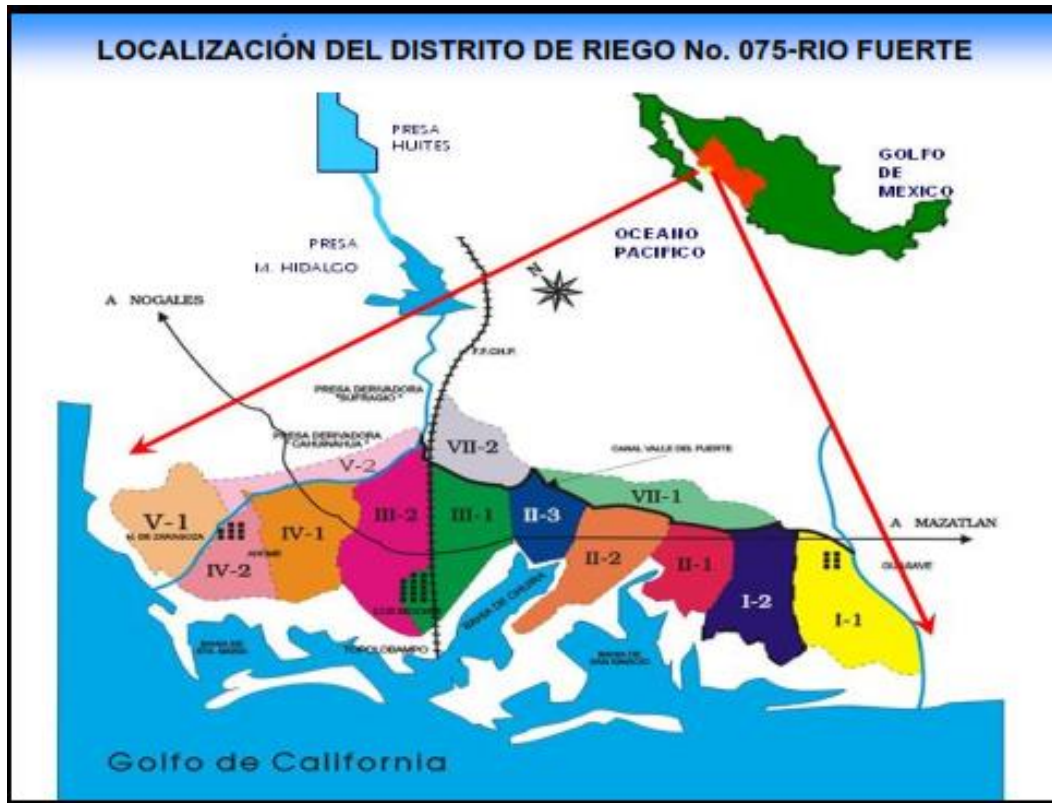 LOCALIZACIÓN DEL DISTRITO DE RIEGO No. 075-RIO FUERTE
PRESA
HUITES
GOLFO
DE
MEXICO
OCEANO
PACIFICO
PRESA
M. HIDALGO
N
A NOGALES
F.F.CH.P.
PRESA DERIVADORA
"SUFRAGIO"
PRESA DERIVADORA
VII-2
CANAL VALLE DEL FUERTE
V-2
VII-1
V-1
IV-1
III-2
III-1
II-3
A MAZATLAN
IV-2
II-2
II-1
I-2
I-1
BAHIA DE OHUIRA
TOPOLOBAMPO
BAHIA DE
SAN IGNACIO
Golfo de California